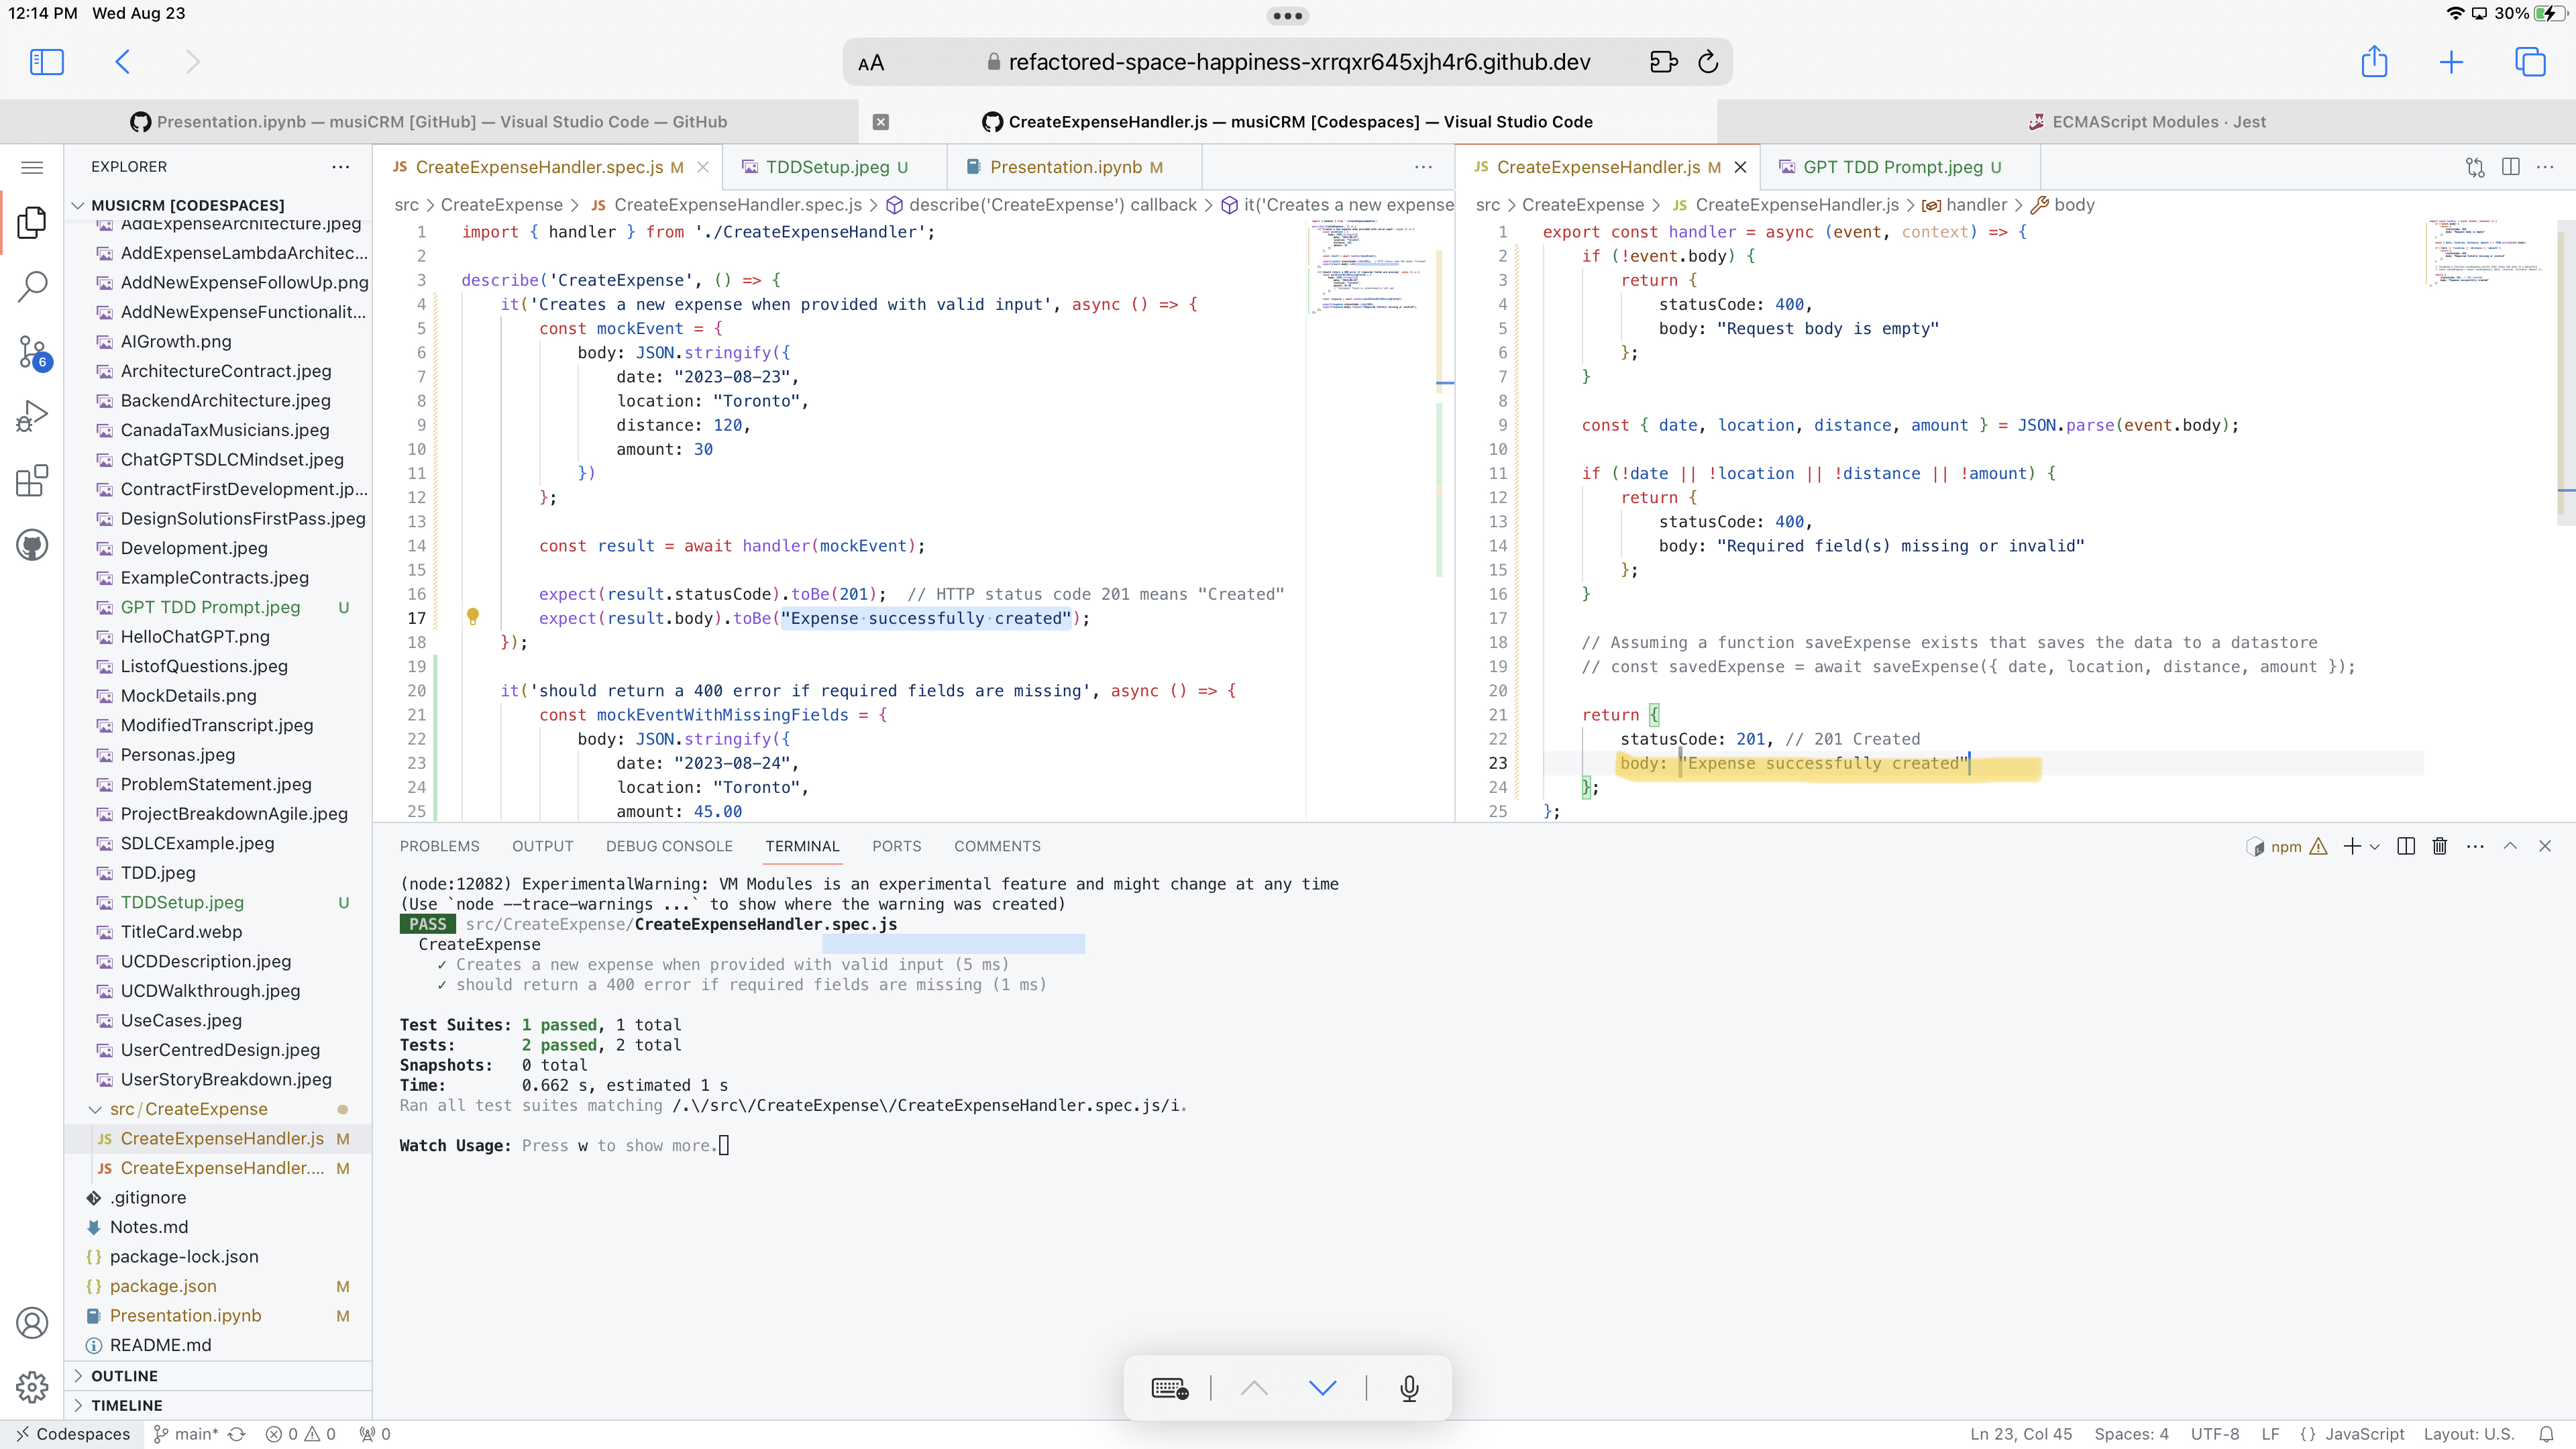 12:14 PM Wed Aug 23
30%
AA refactored-space-happiness-xrrqxr645xjh4r6.github.dev
Presentation.ipynb — musiCRM [GitHub] — Visual Studio Code — GitHub
CreateExpenseHandler.js — musiCRM [Codespaces] — Visual Studio Code
ECMAScript Modules · Jest
EXPLORER
MUSICRM [CODESPACES]
AddExpenseArchitecture.jpeg
AddExpenseLambdaArchitec...
AddNewExpenseFollowUp.png
AddNewExpenseFunctionalit...
AIGrowth.png
ArchitectureContract.jpeg
BackendArchitecture.jpeg
CanadaTaxMusicians.jpeg
ChatGPTSDLCMindset.jpeg
ContractFirstDevelopment.jp...
DesignSolutionsFirstPass.jpeg
Development.jpeg
ExampleContracts.jpeg
GPT TDD Prompt.jpeg U
HelloChatGPT.png
ListofQuestions.jpeg
MockDetails.png
ModifiedTranscript.jpeg
Personas.jpeg
ProblemStatement.jpeg
ProjectBreakdownAgile.jpeg
SDLCExample.jpeg
TDD.jpeg
TDDSetup.jpeg U
TitleCard.webp
UCDDescription.jpeg
UCDWalkthrough.jpeg
UseCases.jpeg
UserCentredDesign.jpeg
UserStoryBreakdown.jpeg
src/CreateExpense
JS CreateExpenseHandler.js M
JS CreateExpenseHandler.... M
.gitignore
Notes.md
package-lock.json
package.json M
Presentation.ipynb M
README.md
OUTLINE
TIMELINE
6
JS CreateExpenseHandler.spec.js M
TDDSetup.jpeg U
Presentation.ipynb M
src > CreateExpense > JS CreateExpenseHandler.spec.js > describe('CreateExpense') callback > it('Creates a new expense
1 import { handler } from './CreateExpenseHandler';
2
3 describe('CreateExpense', () => {
4 it('Creates a new expense when provided with valid input', async () => {
5 const mockEvent = {
6 body: JSON.stringify({
7 date: "2023-08-23",
8 location: "Toronto",
9 distance: 120,
10 amount: 30
11 })
12 };
13
14 const result = await handler(mockEvent);
15
16 expect(result.statusCode).toBe(201); // HTTP status code 201 means "Created"
17 expect(result.body).toBe("Expense successfully created");
18 });
19
20 it('should return a 400 error if required fields are missing', async () => {
21 const mockEventWithMissingFields = {
22 body: JSON.stringify({
23 date: "2023-08-24",
24 location: "Toronto",
25 amount: 45.00
JS CreateExpenseHandler.js M
GPT TDD Prompt.jpeg U
src > CreateExpense > JS CreateExpenseHandler.js > handler > body
1 export const handler = async (event, context) => {
2 if (!event.body) {
3 return {
4 statusCode: 400,
5 body: "Request body is empty"
6 };
7 }
8
9 const { date, location, distance, amount } = JSON.parse(event.body);
10
11 if (!date || !location || !distance || !amount) {
12 return {
13 statusCode: 400,
14 body: "Required field(s) missing or invalid"
15 };
16 }
17
18 // Assuming a function saveExpense exists that saves the data to a datastore
19 // const savedExpense = await saveExpense({ date, location, distance, amount });
20
21 return {
22 statusCode: 201, // 201 Created
23 body: "Expense successfully created"
24 };
25 };
PROBLEMS OUTPUT DEBUG CONSOLE TERMINAL PORTS COMMENTS
npm
(node:12082) ExperimentalWarning: VM Modules is an experimental feature and might change at any time
(Use `node --trace-warnings ...` to show where the warning was created)
PASS src/CreateExpense/CreateExpenseHandler.spec.js
CreateExpense
✓ Creates a new expense when provided with valid input (5 ms)
✓ should return a 400 error if required fields are missing (1 ms)
Test Suites: 1 passed, 1 total
Tests: 2 passed, 2 total
Snapshots: 0 total
Time: 0.662 s, estimated 1 s
Ran all test suites matching /.\/src\/CreateExpense\/CreateExpenseHandler.spec.js/i.
Watch Usage: Press w to show more.
Codespaces main* 0 0 0
Ln 23, Col 45 Spaces: 4 UTF-8 LF {} JavaScript Layout: U.S.